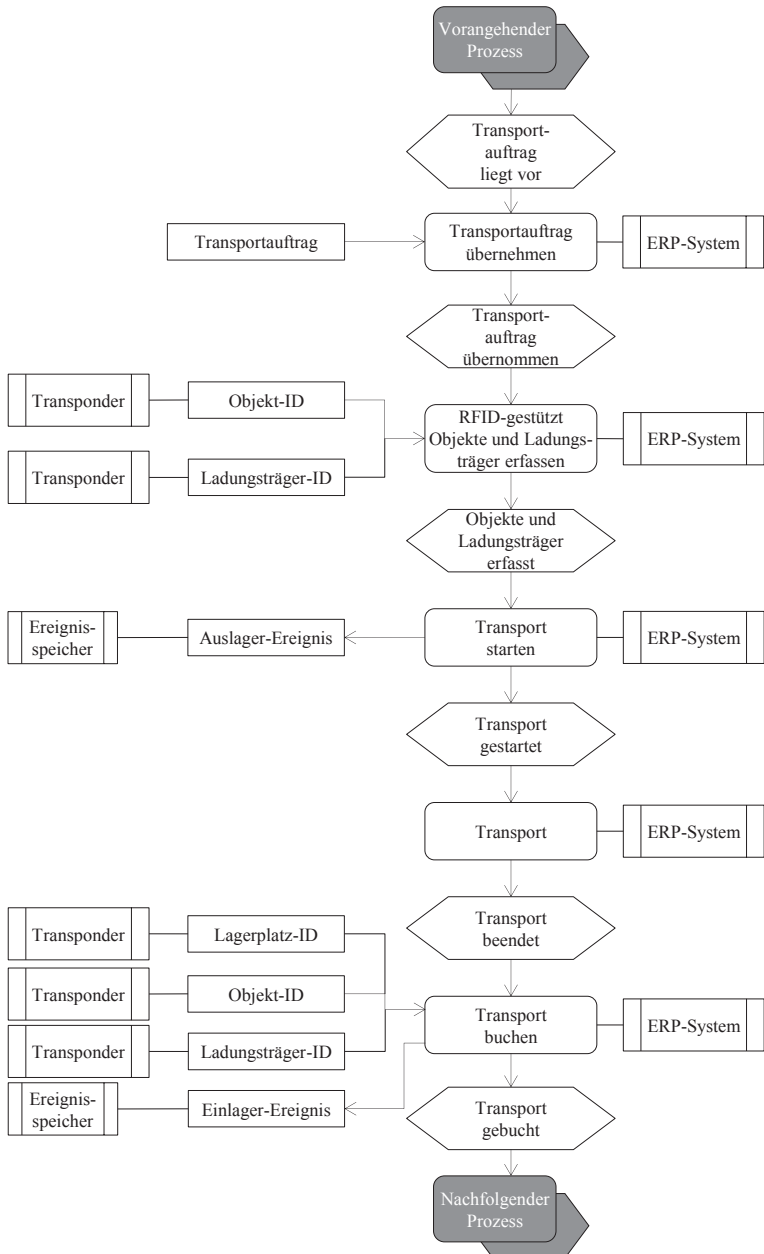 Vorangehender
Prozess
Transport-
auftrag
liegt vor
Transportauftrag
Transportauftrag
übernehmen
ERP-System
Transport-
auftrag
übernommen
Transponder
Objekt-ID
Transponder
Ladungsträger-ID
RFID-gestützt
Objekte und Ladungs-
träger erfassen
ERP-System
Objekte und
Ladungsträger
erfasst
Ereignis-
speicher
Auslager-Ereignis
Transport
starten
ERP-System
Transport
gestartet
Transport
ERP-System
Transport
beendet
Transponder
Lagerplatz-ID
Transponder
Objekt-ID
Transponder
Ladungsträger-ID
Transport
buchen
ERP-System
Ereignis-
speicher
Einlager-Ereignis
Transport
gebucht
Nachfolgender
Prozess